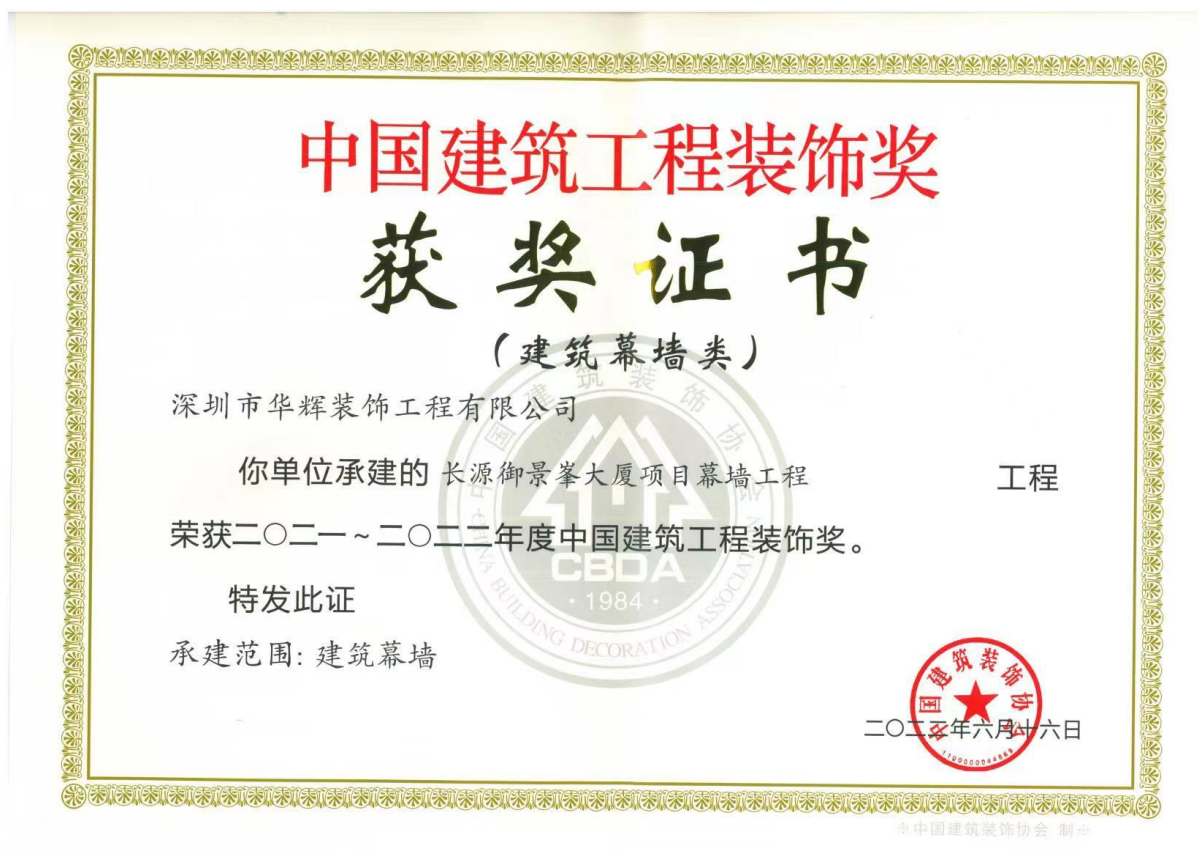 中国建筑工程装饰奖
获奖证书
（建筑幕墙类）
深圳市华辉装饰工程有限公司
你单位承建的 长源御景峯大厦项目幕墙工程 工程
荣获二〇二一~二〇二二年度中国建筑工程装饰奖。
特发此证
承建范围: 建筑幕墙
中国建筑装饰协会
CBDA
·1984·
CHINA BUILDING DECORATION ASSOCIATION
中国建筑装饰协会
二〇二三年六月十六日
※中国建筑装饰协会 制※